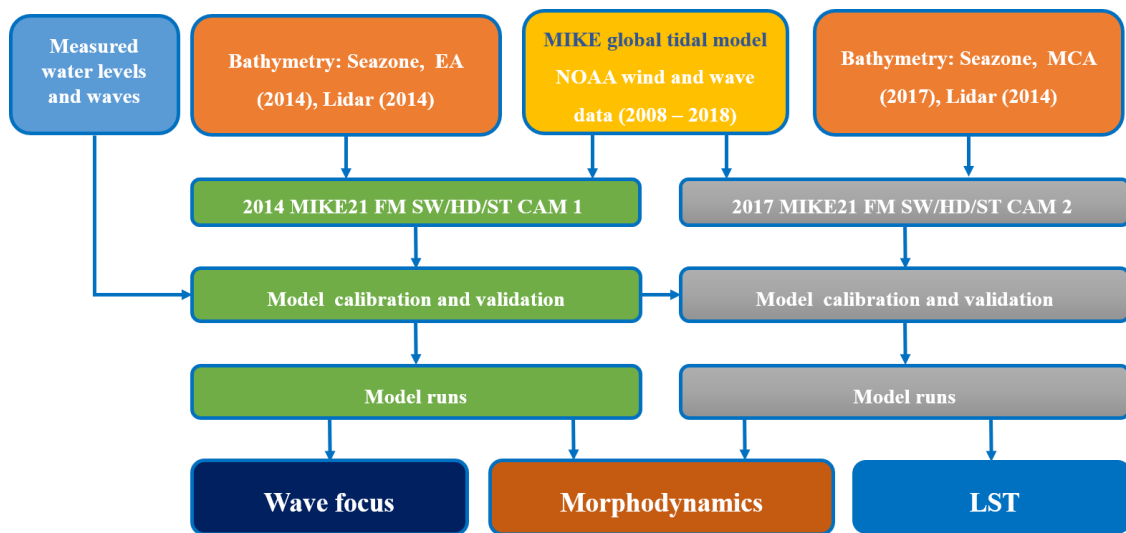 Measured
water levels
and waves
Bathymetry: Seazone, EA
(2014), Lidar (2014)
MIKE global tidal model
NOAA wind and wave
data (2008 – 2018)
Bathymetry: Seazone, MCA
(2017), Lidar (2014)
2014 MIKE21 FM SW/HD/ST CAM 1
2017 MIKE21 FM SW/HD/ST CAM 2
Model calibration and validation
Model calibration and validation
Model runs
Model runs
Wave focus
Morphodynamics
LST